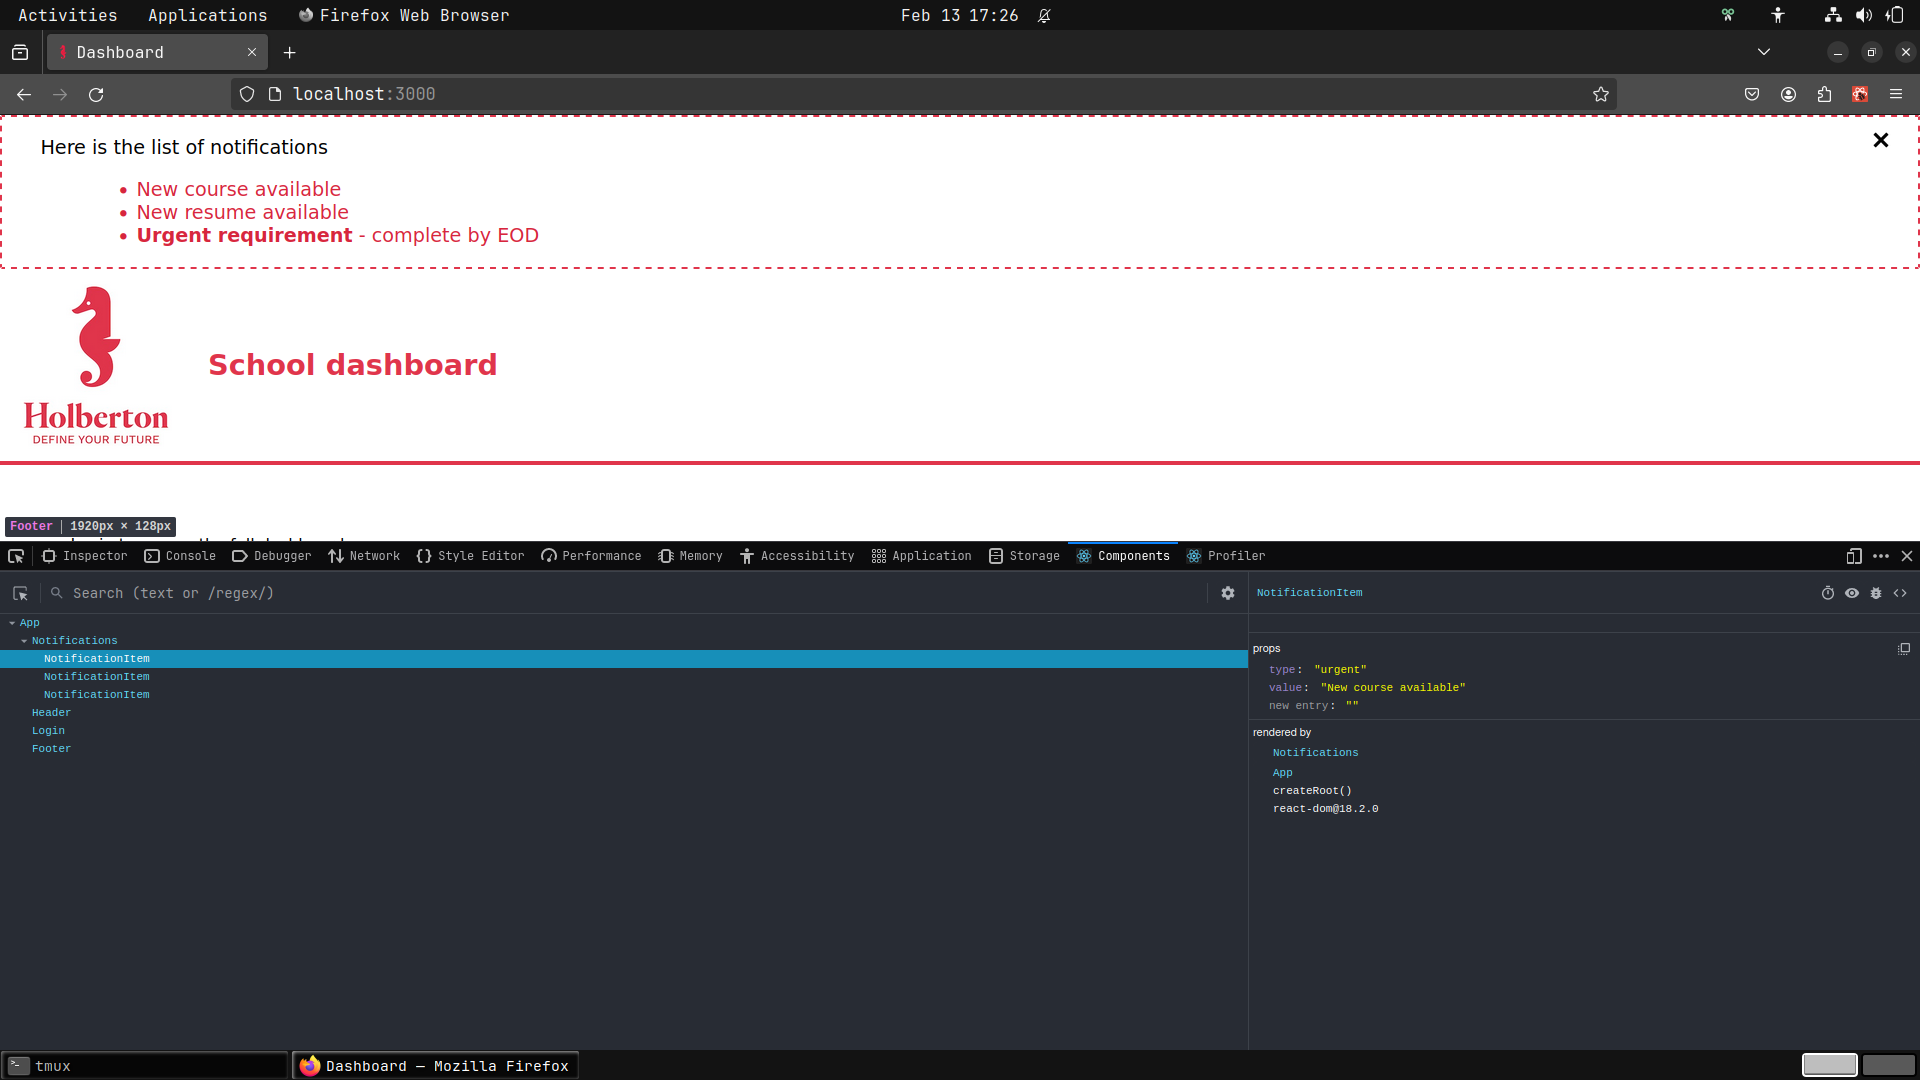 Activities Applications Firefox Web Browser Feb 13 17:26
Dashboard
localhost:3000
Here is the list of notifications
New course available
New resume available
Urgent requirement - complete by EOD
Holberton
DEFINE YOUR FUTURE
School dashboard
Footer | 1920px × 128px
Inspector Console Debugger Network Style Editor Performance Memory Accessibility Application Storage Components Profiler
Search (text or /regex/)
NotificationItem
App
Notifications
NotificationItem
NotificationItem
NotificationItem
Header
Login
Footer
props
type: "urgent"
value: "New course available"
new entry: ""
rendered by
Notifications
App
createRoot()
react-dom@18.2.0
tmux Dashboard — Mozilla Firefox